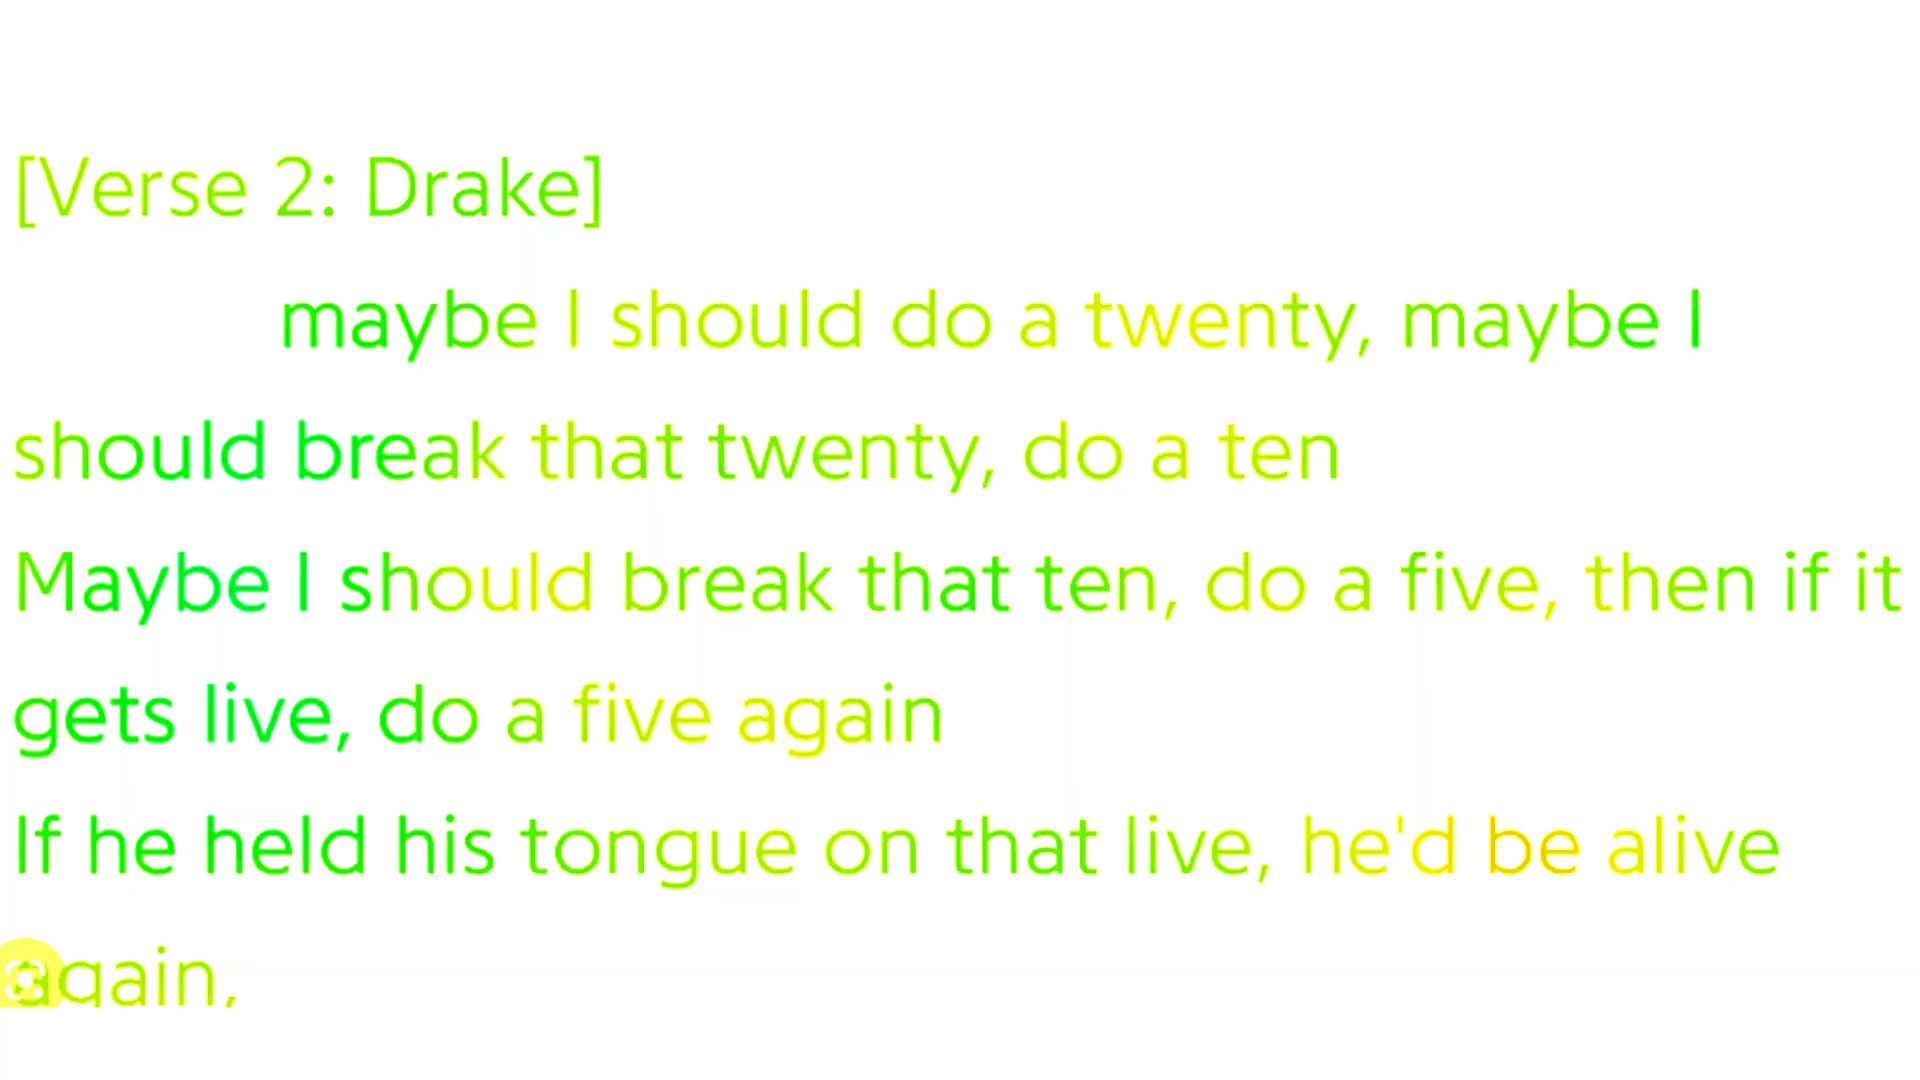 [Verse 2: Drake]
maybe I should do a twenty, maybe I
should break that twenty, do a ten
Maybe I should break that ten, do a five, then if it
gets live, do a five again
If he held his tongue on that live, he'd be alive
again,